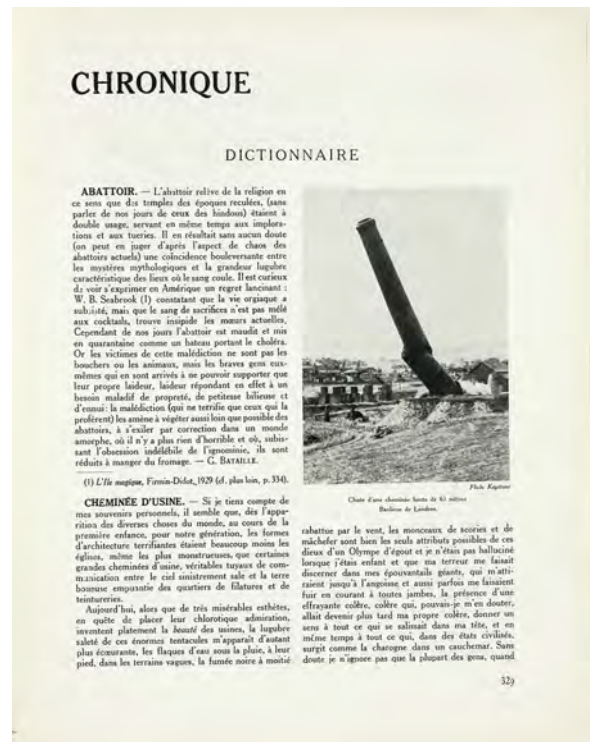 CHRONIQUE
DICTIONNAIRE
ABATTOIR. — L'abattoir relève de la religion en
ce sens que des temples des époques reculées, (sans
parler de nos jours de ceux des hindous) étaient à
double usage, servant en même temps aux implora-
tions et aux tueries. Il en résultait sans aucun doute
(on peut en juger d'après l'aspect de chaos des
abattoirs actuels) une coïncidence bouleversante entre
les mystères mythologiques et la grandeur lugubre
caractéristique des lieux où le sang coule. Il est curieux
de voir s'exprimer en Amérique un regret lancinant :
W. B. Seabrook (1) constatant que la vie orgiaque a
subsisté, mais que le sang de sacrifices n'est pas mêlé
aux cocktails, trouve insipide les mœurs actuelles.
Cependant de nos jours l'abattoir est maudit et mis
en quarantaine comme un bateau portant le choléra.
Or les victimes de cette malédiction ne sont pas les
bouchers ou les animaux, mais les braves gens eux-
mêmes qui en sont arrivés à ne pouvoir supporter que
leur propre laideur, laideur répondant en effet à un
besoin maladif de propreté, de petitesse bilieuse et
d'ennui : la malédiction (qui ne terrifie que ceux qui la
profèrent) les amène à végéter aussi loin que possible des
abattoirs, à s'exiler par correction dans un monde
amorphe, où il n'y a plus rien d'horrible et où, subis-
sant l'obsession indélébile de l'ignominie, ils sont
réduits à manger du fromage. — G. BATAILLE.
(1) L'Ile magique, Firmin-Didot, 1929 (cf. plus loin, p. 334).
CHEMINÉE D'USINE. — Si je tiens compte de
mes souvenirs personnels, il semble que, dès l'appa-
rition des diverses choses du monde, au cours de la
première enfance, pour notre génération, les formes
d'architecture terrifiantes étaient beaucoup moins les
églises, même les plus monstrueuses, que certaines
grandes cheminées d'usine, véritables tuyaux de com-
munication entre le ciel sinistrement sale et la terre
boueuse empuantie des quartiers de filatures et de
teintureries.
Aujourd'hui, alors que de très misérables esthètes,
en quête de placer leur chlorotique admiration,
inventent platement la beauté des usines, la lugubre
saleté de ces énormes tentacules m'apparaît d'autant
plus écœurante, les flaques d'eau sous la pluie, à leur
pied, dans les terrains vagues, la fumée noire à moitié
Photo Keystone
Chute d'une cheminée haute de 60 mètres
Banlieue de Londres.
rabattue par le vent, les monceaux de scories et de
mâchefer sont bien les seuls attributs possibles de ces
dieux d'un Olympe d'égout et je n'étais pas halluciné
lorsque j'étais enfant et que ma terreur me faisait
discerner dans mes épouvantails géants, qui m'atti-
raient jusqu'à l'angoisse et aussi parfois me faisaient
fuir en courant à toutes jambes, la présence d'une
effrayante colère, colère qui, pouvais-je m'en douter,
allait devenir plus tard ma propre colère, donner un
sens à tout ce qui se salissait dans ma tête, et en
même temps à tout ce qui, dans des états civilisés,
surgit comme la charogne dans un cauchemar. Sans
doute je n'ignore pas que la plupart des gens, quand
329